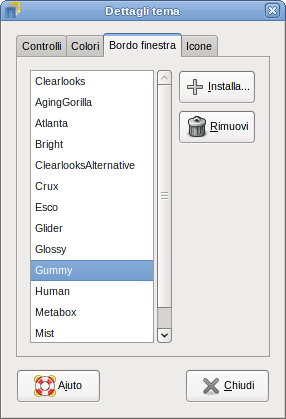 Dettagli tema
Controlli Colori Bordo finestra Icone
Clearlooks
AgingGorilla
Atlanta
Bright
ClearlooksAlternative
Crux
Esco
Glider
Glossy
Gummy
Human
Metabox
Mist
Installa...
Rimuovi
Aiuto
Chiudi